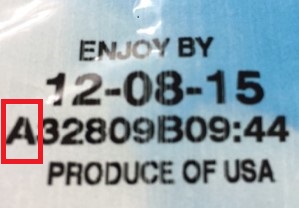 ENJOY BY
12-08-15
A32809B09:44
PRODUCE OF USA